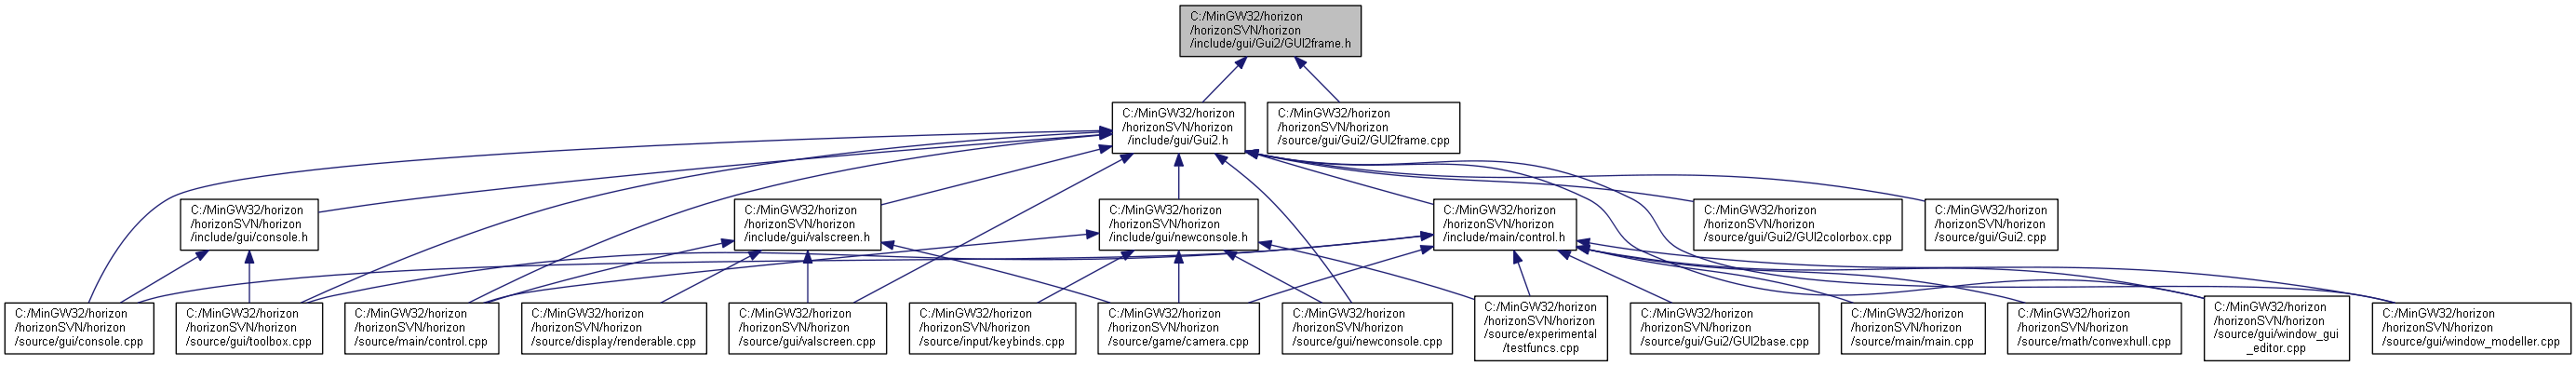 C:/MinGW32/horizon
/horizonSVN/horizon
/include/gui/Gui2/GUI2frame.h
C:/MinGW32/horizon
/horizonSVN/horizon
/include/gui/Gui2.h
C:/MinGW32/horizon
/horizonSVN/horizon
/source/gui/Gui2/GUI2frame.cpp
C:/MinGW32/horizon
/horizonSVN/horizon
/include/gui/console.h
C:/MinGW32/horizon
/horizonSVN/horizon
/include/gui/valscreen.h
C:/MinGW32/horizon
/horizonSVN/horizon
/include/gui/newconsole.h
C:/MinGW32/horizon
/horizonSVN/horizon
/include/main/control.h
C:/MinGW32/horizon
/horizonSVN/horizon
/source/gui/Gui2/GUI2colorbox.cpp
C:/MinGW32/horizon
/horizonSVN/horizon
/source/gui/Gui2.cpp
C:/MinGW32/horizon
/horizonSVN/horizon
/source/gui/console.cpp
C:/MinGW32/horizon
/horizonSVN/horizon
/source/gui/toolbox.cpp
C:/MinGW32/horizon
/horizonSVN/horizon
/source/main/control.cpp
C:/MinGW32/horizon
/horizonSVN/horizon
/source/display/renderable.cpp
C:/MinGW32/horizon
/horizonSVN/horizon
/source/gui/valscreen.cpp
C:/MinGW32/horizon
/horizonSVN/horizon
/source/input/keybinds.cpp
C:/MinGW32/horizon
/horizonSVN/horizon
/source/game/camera.cpp
C:/MinGW32/horizon
/horizonSVN/horizon
/source/gui/newconsole.cpp
C:/MinGW32/horizon
/horizonSVN/horizon
/source/experimental
/testfuncs.cpp
C:/MinGW32/horizon
/horizonSVN/horizon
/source/gui/Gui2/GUI2base.cpp
C:/MinGW32/horizon
/horizonSVN/horizon
/source/main/main.cpp
C:/MinGW32/horizon
/horizonSVN/horizon
/source/math/convexhull.cpp
C:/MinGW32/horizon
/horizonSVN/horizon
/source/gui/window_gui
_editor.cpp
C:/MinGW32/horizon
/horizonSVN/horizon
/source/gui/window_modeller.cpp